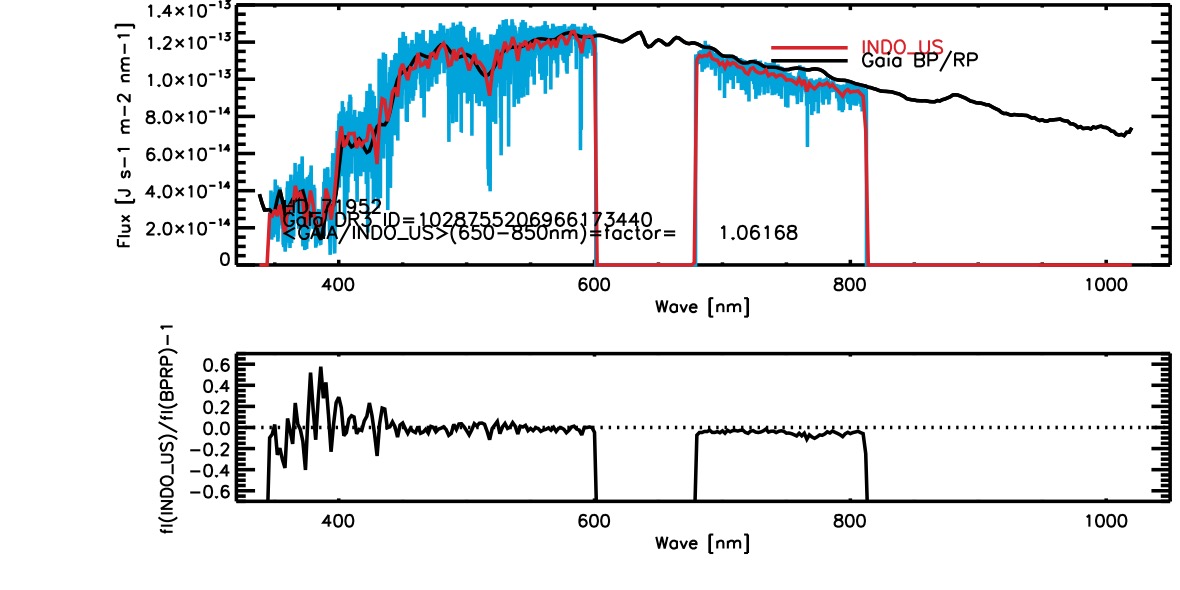 1.4×10−13
1.2×10−13
1.0×10−13
8.0×10−14
6.0×10−14
4.0×10−14
2.0×10−14
0
Flux [J s−1 m−2 nm−1]
INDO_US
Gaia BP/RP
HD 71952
Gaia DR3 ID=1028755206966173440
<GAIA/INDO_US>(650−850nm)=factor= 1.06168
400 600 800 1000
Wave [nm]
0.6
0.4
0.2
0.0
−0.2
−0.4
−0.6
fl(INDO_US)/fl(BPRP)−1
400 600 800 1000
Wave [nm]